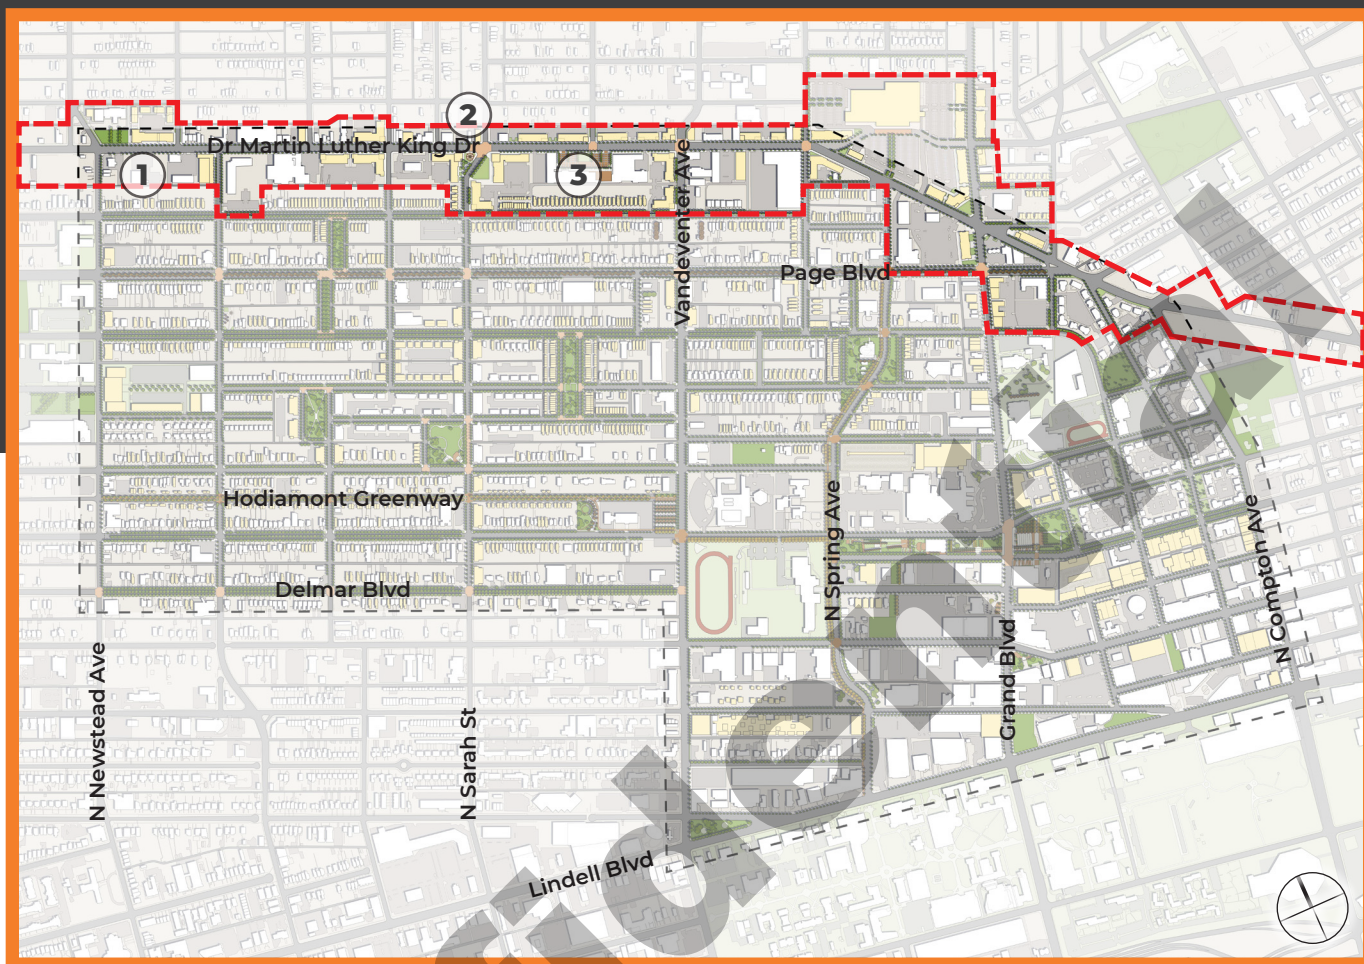 2
Dr Martin Luther King Dr
1
3
Vandeventer Ave
Page Blvd
Hodiamont Greenway
N Spring Ave
N Compton Ave
Delmar Blvd
N Newstead Ave
N Sarah St
Grand Blvd
Lindell Blvd
fidential